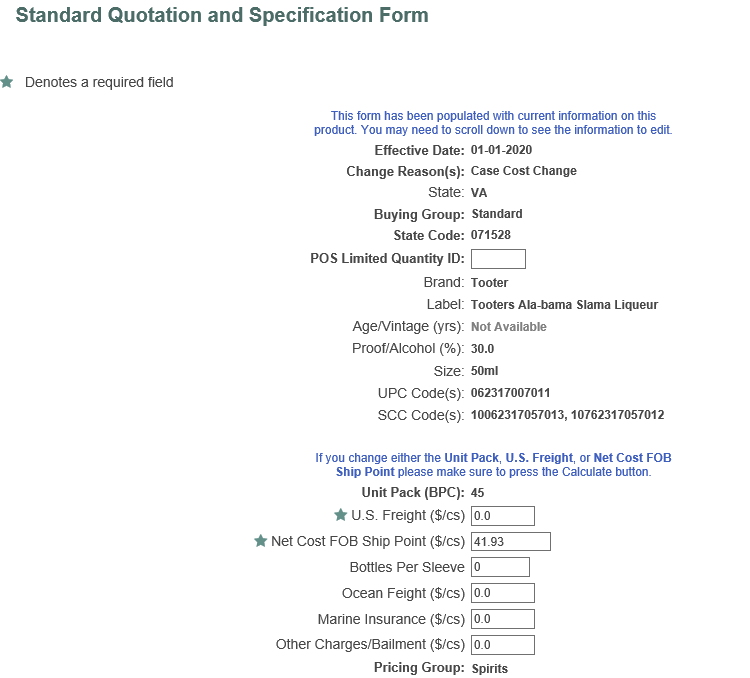 Standard Quotation and Specification Form
Denotes a required field
This form has been populated with current information on this
product. You may need to scroll down to see the information to edit.
Effective Date: 01-01-2020
Change Reason(s): Case Cost Change
State: VA
Buying Group: Standard
State Code: 071528
POS Limited Quantity ID:
Brand: Tooter
Label: Tooters Ala-bama Slama Liqueur
Age/Vintage (yrs): Not Available
Proof/Alcohol (%): 30.0
Size: 50ml
UPC Code(s): 062317007011
SCC Code(s): 10062317057013, 10762317057012
If you change either the Unit Pack, U.S. Freight, or Net Cost FOB
Ship Point please make sure to press the Calculate button.
Unit Pack (BPC): 45
U.S. Freight ($/cs) 0.0
Net Cost FOB Ship Point ($/cs) 41.93
Bottles Per Sleeve 0
Ocean Feight ($/cs) 0.0
Marine Insurance ($/cs) 0.0
Other Charges/Bailment ($/cs) 0.0
Pricing Group: Spirits